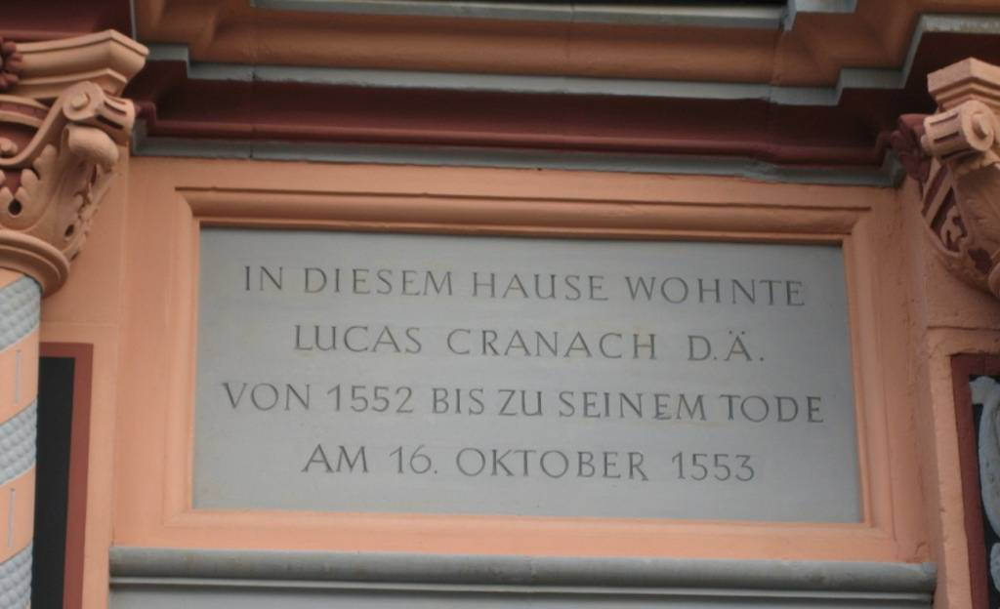 IN DIESEM HAUSE WOHNTE
LUCAS CRANACH D.Ä.
VON 1552 BIS ZU SEINEM TODE
AM 16. OKTOBER 1553